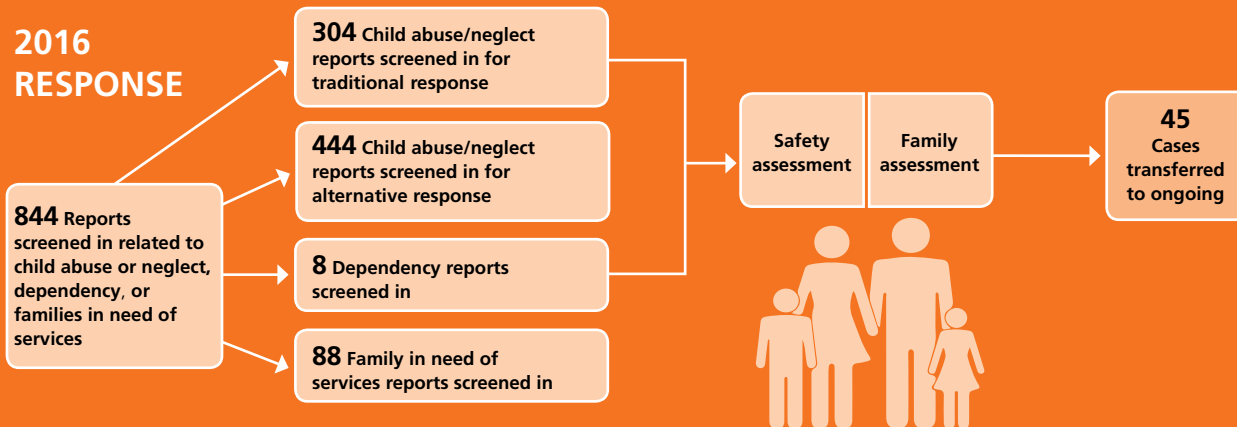 2016
RESPONSE
304 Child abuse/neglect
reports screened in for
traditional response
444 Child abuse/neglect
reports screened in for
alternative response
844 Reports
screened in related to
child abuse or neglect,
dependency, or
families in need of
services
8 Dependency reports
screened in
88 Family in need of
services reports screened in
Safety
assessment
Family
assessment
45
Cases
transferred
to ongoing